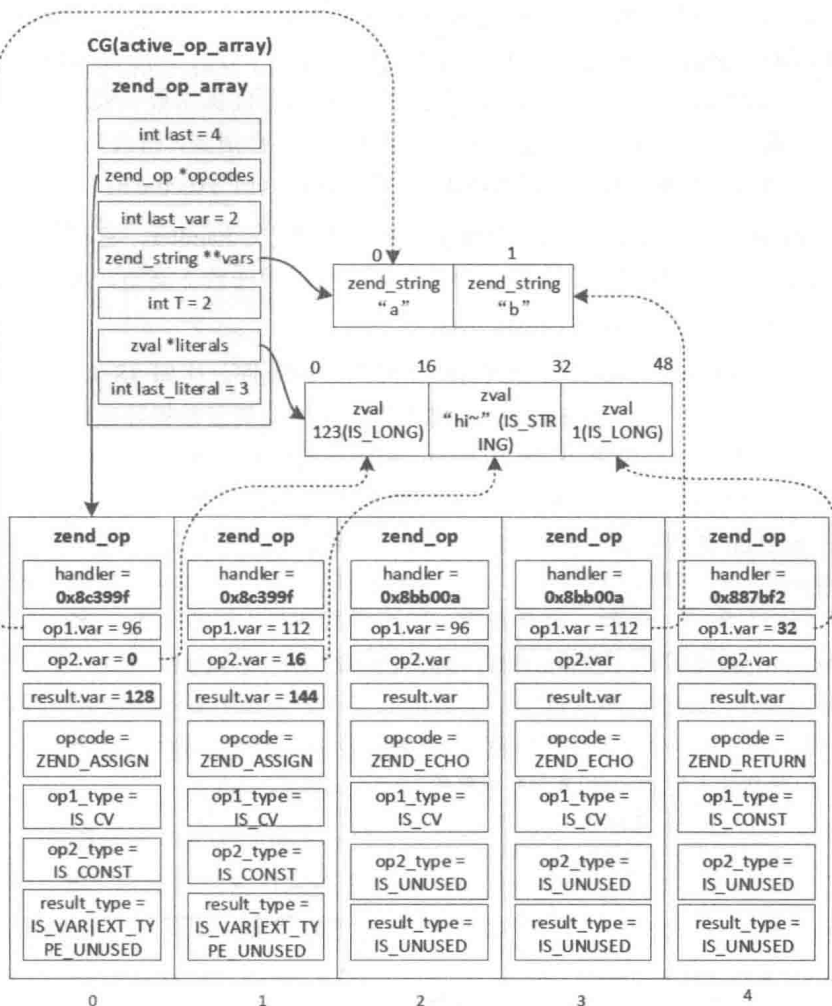 CG(active_op_array)
zend_op_array
int last = 4
zend_op *opcodes
int last_var = 2
zend_string **vars
int T = 2
zval *literals
int last_literal = 3
0 1
zend_string
“a”
zend_string
“b”
0 16 32 48
zval
123(IS_LONG)
zval
“hi~” (IS_STR
ING)
zval
1(IS_LONG)
zend_op
handler =
0x8c399f
op1.var = 96
op2.var = 0
result.var = 128
opcode =
ZEND_ASSIGN
op1_type =
IS_CV
op2_type =
IS_CONST
result_type =
IS_VAR|EXT_TY
PE_UNUSED
0
zend_op
handler =
0x8c399f
op1.var = 112
op2.var = 16
result.var = 144
opcode =
ZEND_ASSIGN
op1_type =
IS_CV
op2_type =
IS_CONST
result_type =
IS_VAR|EXT_TY
PE_UNUSED
1
zend_op
handler =
0x8bb00a
op1.var = 96
op2.var
result.var
opcode =
ZEND_ECHO
op1_type =
IS_CV
op2_type =
IS_UNUSED
result_type =
IS_UNUSED
2
zend_op
handler =
0x8bb00a
op1.var = 112
op2.var
result.var
opcode =
ZEND_ECHO
op1_type =
IS_CV
op2_type =
IS_UNUSED
result_type =
IS_UNUSED
3
zend_op
handler =
0x887bf2
op1.var = 32
op2.var
result.var
opcode =
ZEND_RETURN
op1_type =
IS_CONST
op2_type =
IS_UNUSED
result_type =
IS_UNUSED
4